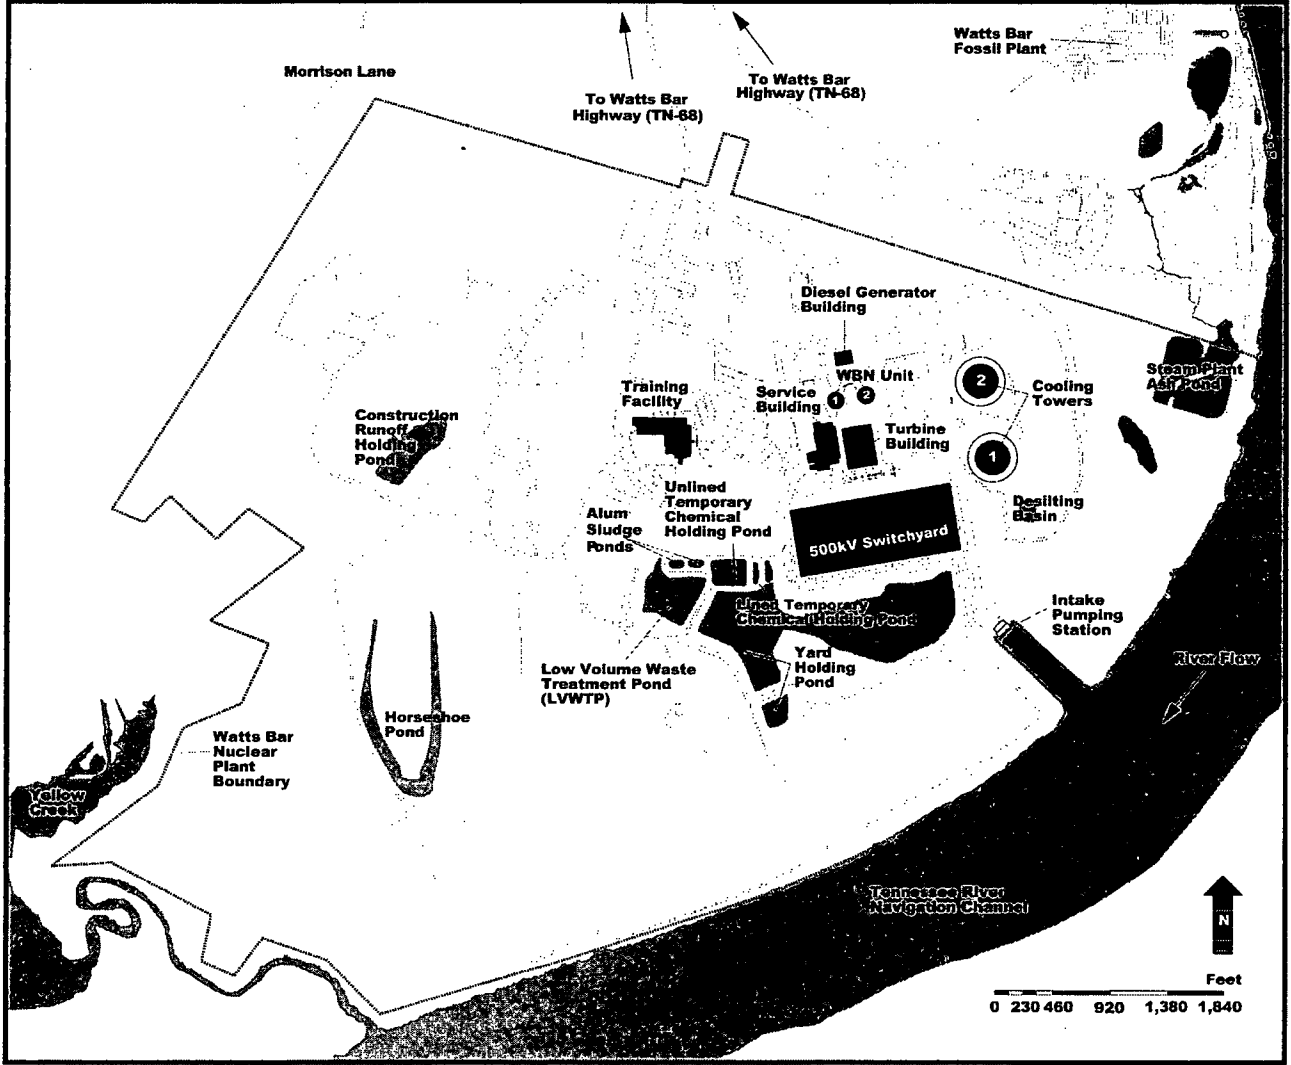 Watts Bar
Fossil Plant
Morrison Lane
To Watts Bar
Highway (TN-68)
To Watts Bar
Highway (TN-68)
Diesel Generator
Building
WBN Unit
1
2
Service
Building
Turbine
Building
2
1
Cooling
Towers
Steam Plant
Ash Pond
Training
Facility
Construction
Runoff
Holding
Pond
Unlined
Temporary
Chemical
Holding Pond
Alum
Sludge
Ponds
500kV Switchyard
Desilting
Basin
Lined Temporary
Chemical Holding Pond
Intake
Pumping
Station
Yard
Holding
Pond
River Flow
Low Volume Waste
Treatment Pond
(LVWTP)
Horseshoe
Pond
Watts Bar
Nuclear
Plant
Boundary
Yellow
Creek
Tennessee River
Navigation Channel
N
Feet
0 230 460 920 1,380 1,840